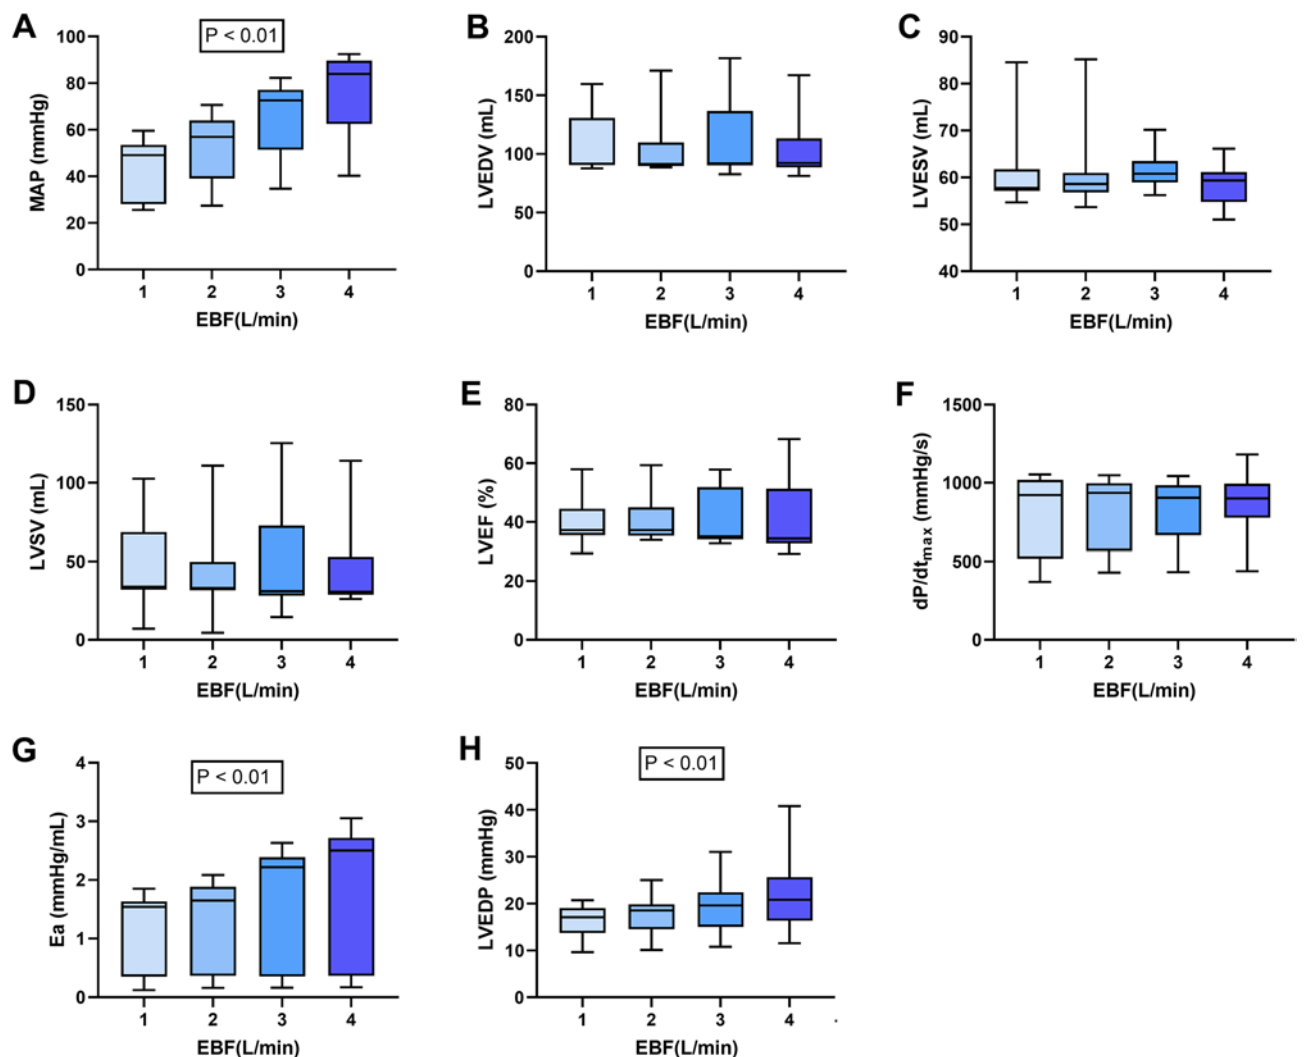 A
P < 0.01
MAP (mmHg)
100
80
60
40
20
0
1 2 3 4
EBF(L/min)
B
LVEDV (mL)
200
150
100
50
0
1 2 3 4
EBF(L/min)
C
LVESV (mL)
90
80
70
60
50
40
1 2 3 4
EBF(L/min)
D
LVSV (mL)
150
100
50
0
1 2 3 4
EBF(L/min)
E
LVEF (%)
80
60
40
20
0
1 2 3 4
EBF(L/min)
F
dP/dtmax (mmHg/s)
1500
1000
500
0
1 2 3 4
EBF(L/min)
G
P < 0.01
Ea (mmHg/mL)
4
3
2
1
0
1 2 3 4
EBF(L/min)
H
P < 0.01
LVEDP (mmHg)
50
40
30
20
10
0
1 2 3 4
EBF(L/min)